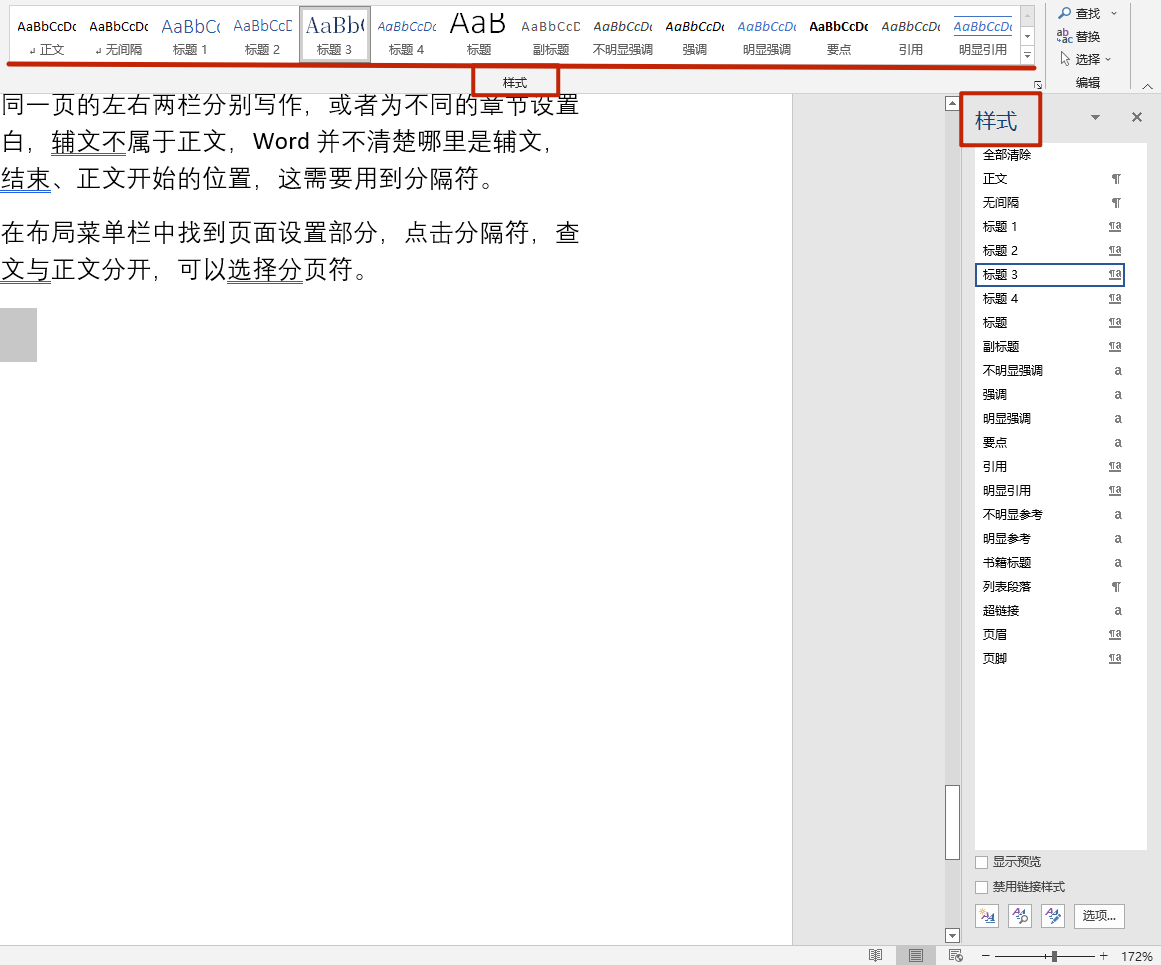 AaBbCcDc AaBbCcDc AaBbC AaBbCcD AaBb AaBbCcDc AaB AaBbCcD AaBbCcDc AaBbCcDc AaBbCcDc AaBbCcDc AaBbCcDc AaBbCcDc
↲ 正文 ↲ 无间隔 标题 1 标题 2 标题 3 标题 4 标题 副标题 不明显强调 强调 明显强调 要点 引用 明显引用
样式
查找
替换
选择
编辑
同一页的左右两栏分别写作，或者为不同的章节设置
白，辅文不属于正文，Word 并不清楚哪里是辅文，
结束、正文开始的位置，这需要用到分隔符。
在布局菜单栏中找到页面设置部分，点击分隔符，查
文与正文分开，可以选择分页符。
样式
全部清除
正文
无间隔
标题 1
标题 2
标题 3
标题 4
标题
副标题
不明显强调
强调 a
明显强调 a
要点 a
引用
明显引用
不明显参考 a
明显参考 a
书籍标题 a
列表段落
超链接 a
页眉
页脚
显示预览
禁用链接样式
选项...
172%